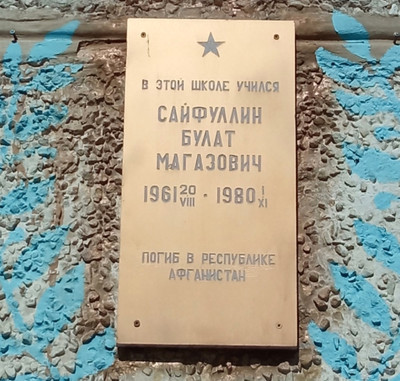 В ЭТОЙ ШКОЛЕ УЧИЛСЯ
САЙФУЛЛИН
БУЛАТ
МАГАЗОВИЧ
1961 20/VIII · 1980 1/XI
ПОГИБ В РЕСПУБЛИКЕ
АФГАНИСТАН